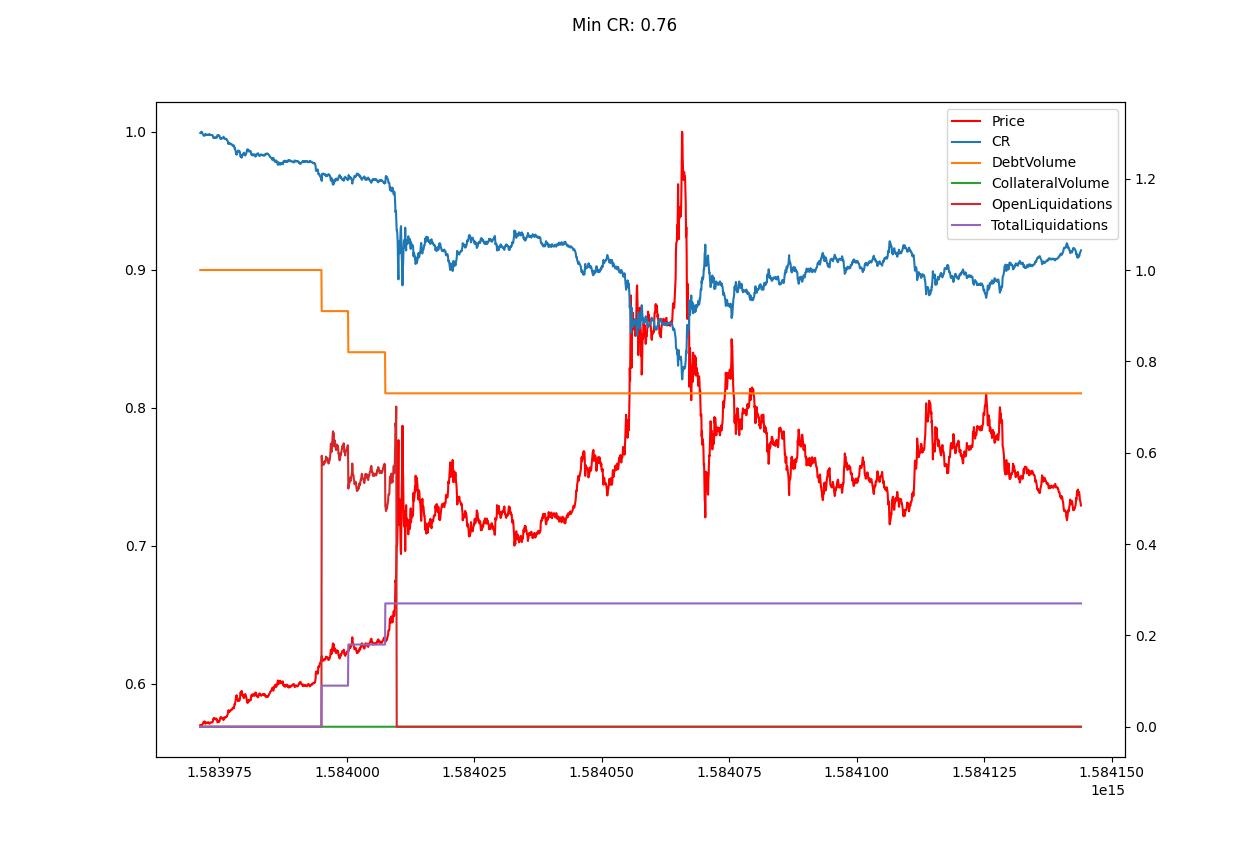 Min CR: 0.76
1.0
0.9
0.8
0.7
0.6
1.2
1.0
0.8
0.6
0.4
0.2
0.0
Price
CR
DebtVolume
CollateralVolume
OpenLiquidations
TotalLiquidations
1.583975 1.584000 1.584025 1.584050 1.584075 1.584100 1.584125 1.584150
1e15